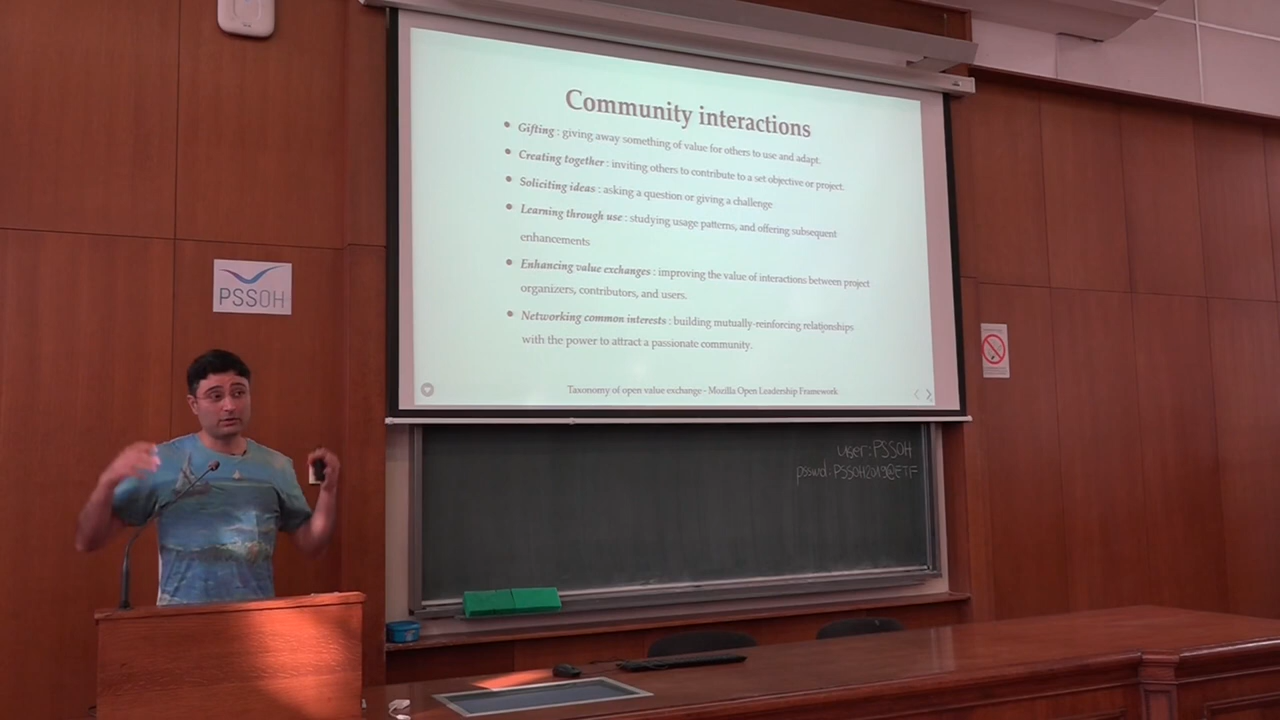 Community interactions
• Gifting : giving away something of value for others to use and adapt.
• Creating together : inviting others to contribute to a set objective or project.
• Soliciting ideas : asking a question or giving a challenge
• Learning through use : studying usage patterns, and offering subsequent
enhancements
• Enhancing value exchanges : improving the value of interactions between project
organizers, contributors, and users.
• Networking common interests : building mutually-reinforcing relationships
with the power to attract a passionate community.
Taxonomy of open value exchange - Mozilla Open Leadership Framework
PSSOH
user: PSSOH
psswd: PSSOH2019@ETF